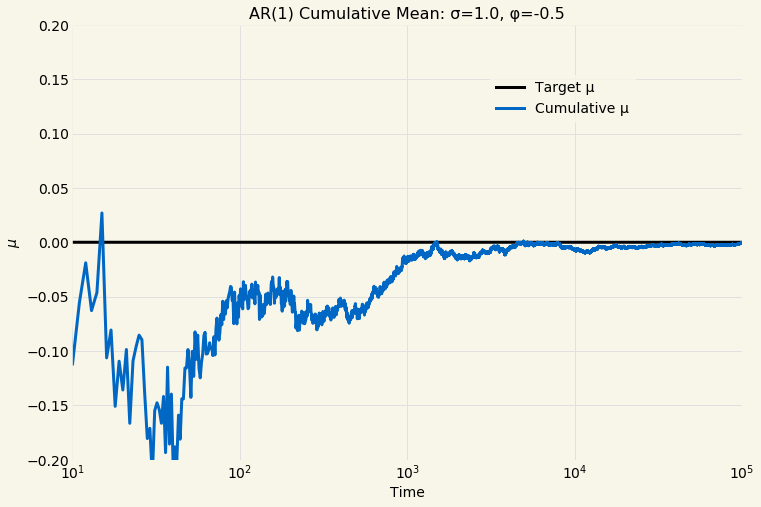 AR(1) Cumulative Mean: σ=1.0, φ=-0.5
0.20
0.15
0.10
0.05
0.00
−0.05
−0.10
−0.15
−0.20
μ
Target μ
Cumulative μ
10¹ 10² 10³ 10⁴ 10⁵
Time